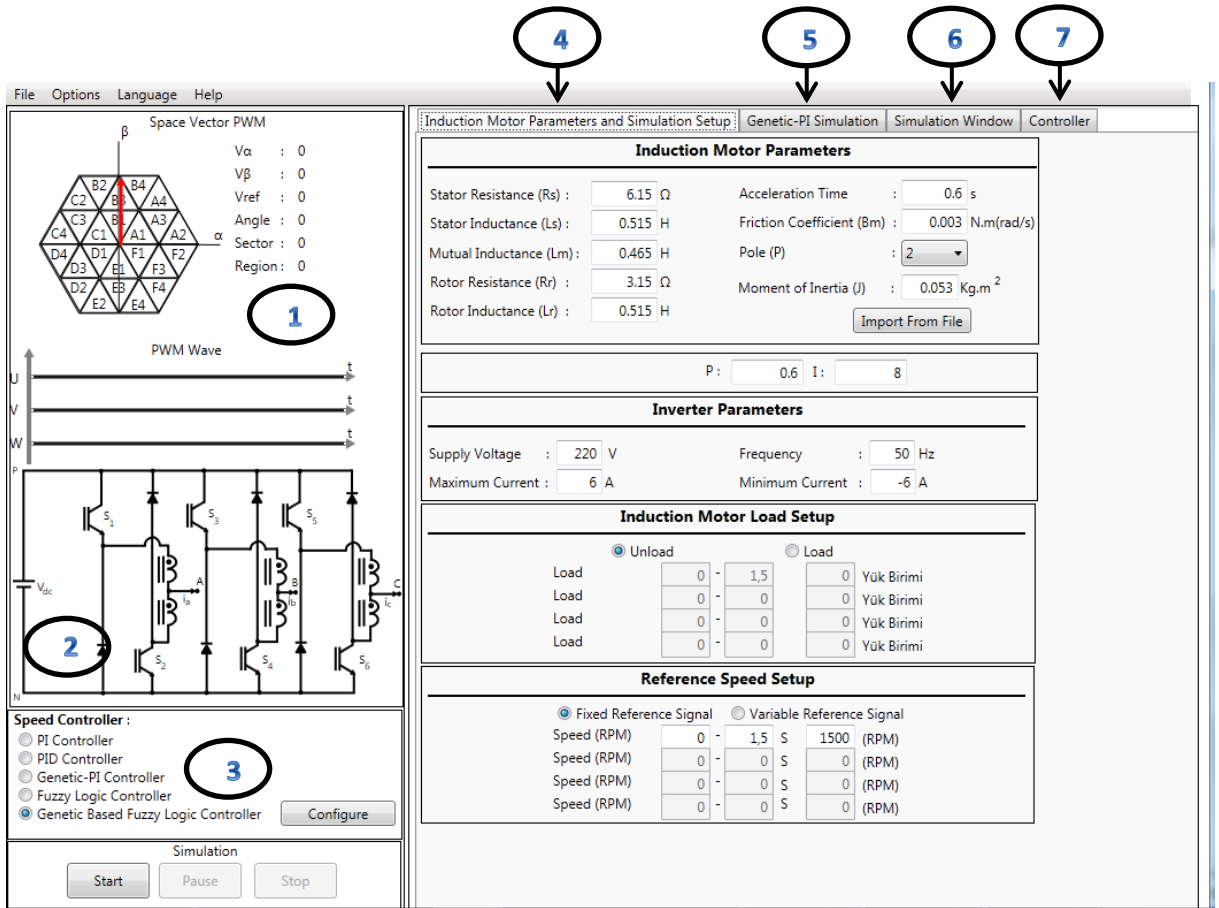 4 5 6 7
File Options Language Help
Space Vector PWM
β
α
Vα : 0
Vβ : 0
Vref : 0
Angle : 0
Sector : 0
Region : 0
B2 B4
C2 B3 A4
C3 B1 A3
C4 C1 A1 A2
D4 D1 F1 F2
D3 E1 F3
D2 E3 F4
E2 E4
1
PWM Wave
U t
V t
W t
P
S1 S3 S5
Vdc
A B C
ia ib ic
2
S2 S4 S6
N
Speed Controller :
PI Controller
PID Controller
Genetic-PI Controller
Fuzzy Logic Controller
Genetic Based Fuzzy Logic Controller
3
Configure
Simulation
Start Pause Stop
Induction Motor Parameters and Simulation Setup Genetic-PI Simulation Simulation Window Controller
Induction Motor Parameters
Stator Resistance (Rs) : 6.15 Ω Acceleration Time : 0.6 s
Stator Inductance (Ls) : 0.515 H Friction Coefficient (Bm) : 0.003 N.m(rad/s)
Mutual Inductance (Lm) : 0.465 H Pole (P) : 2
Rotor Resistance (Rr) : 3.15 Ω Moment of Inertia (J) : 0.053 Kg.m 2
Rotor Inductance (Lr) : 0.515 H Import From File
P : 0.6 I : 8
Inverter Parameters
Supply Voltage : 220 V Frequency : 50 Hz
Maximum Current : 6 A Minimum Current : -6 A
Induction Motor Load Setup
Unload Load
Load 0 - 1,5 0 Yük Birimi
Load 0 - 0 0 Yük Birimi
Load 0 - 0 0 Yük Birimi
Load 0 - 0 0 Yük Birimi
Reference Speed Setup
Fixed Reference Signal Variable Reference Signal
Speed (RPM) 0 - 1,5 S 1500 (RPM)
Speed (RPM) 0 - 0 S 0 (RPM)
Speed (RPM) 0 - 0 S 0 (RPM)
Speed (RPM) 0 - 0 S 0 (RPM)